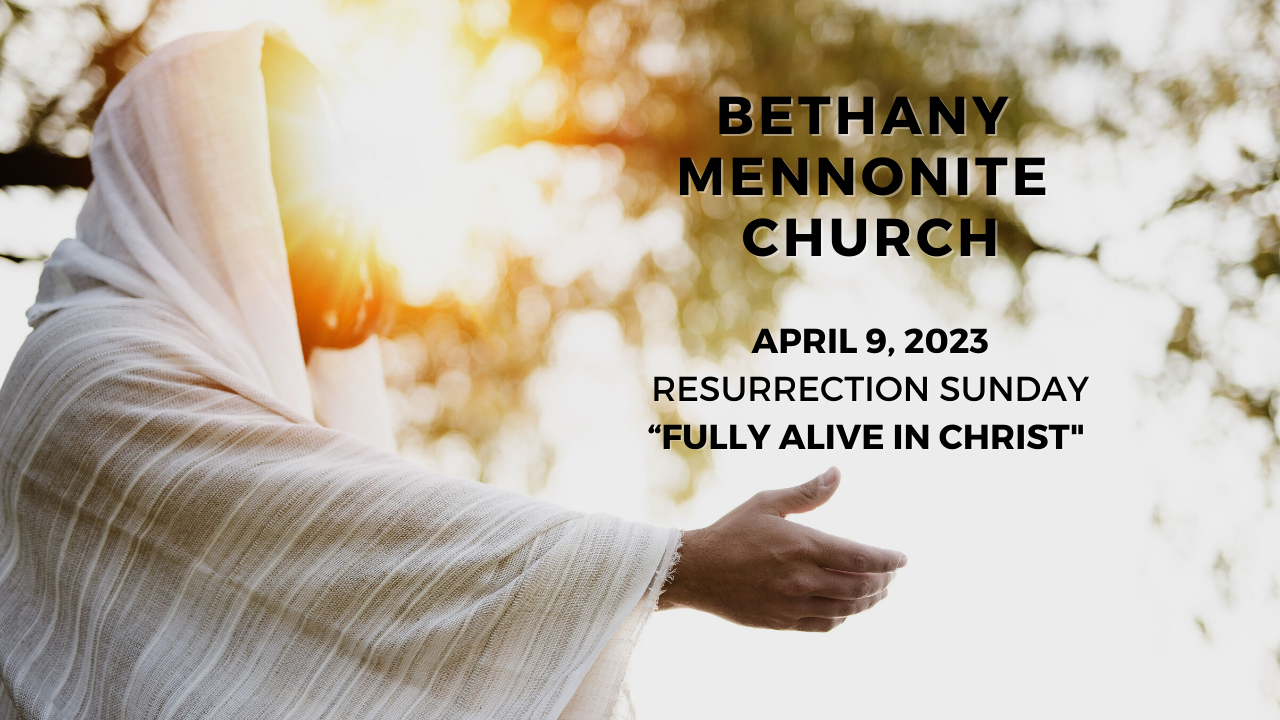 BETHANY
MENNONITE
CHURCH
APRIL 9, 2023
RESURRECTION SUNDAY
“FULLY ALIVE IN CHRIST"